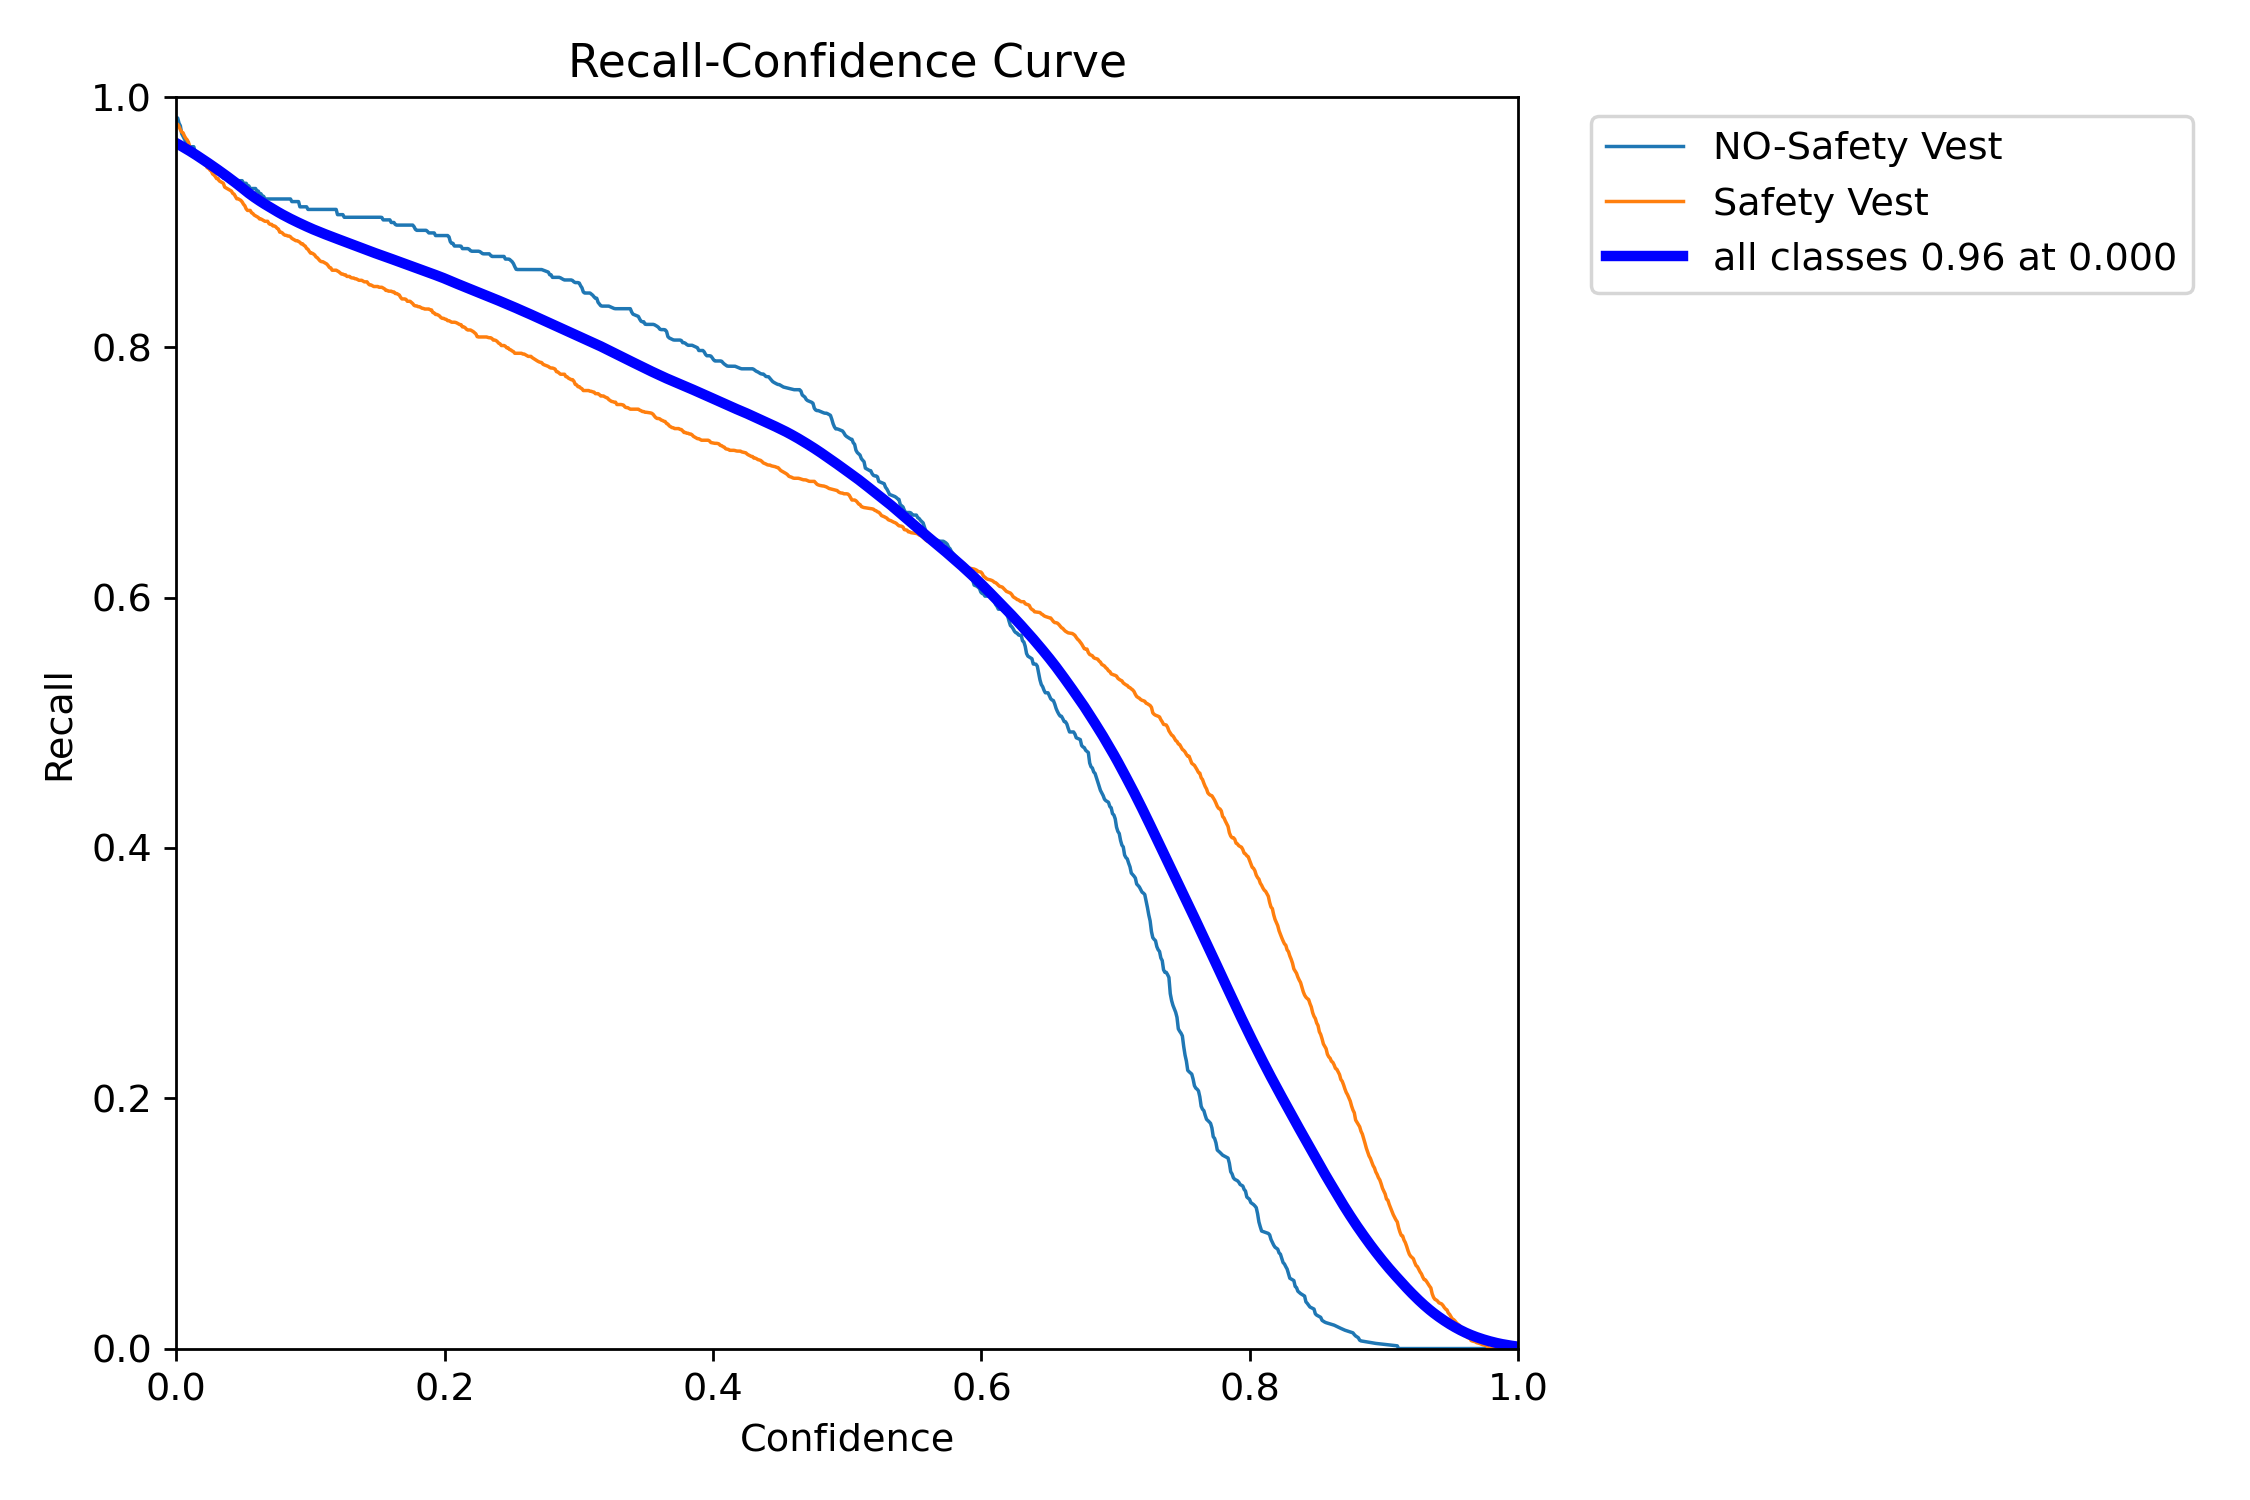 Recall-Confidence Curve
1.0
0.8
0.6
0.4
0.2
0.0
Recall
0.0 0.2 0.4 0.6 0.8 1.0
Confidence
NO-Safety Vest
Safety Vest
all classes 0.96 at 0.000